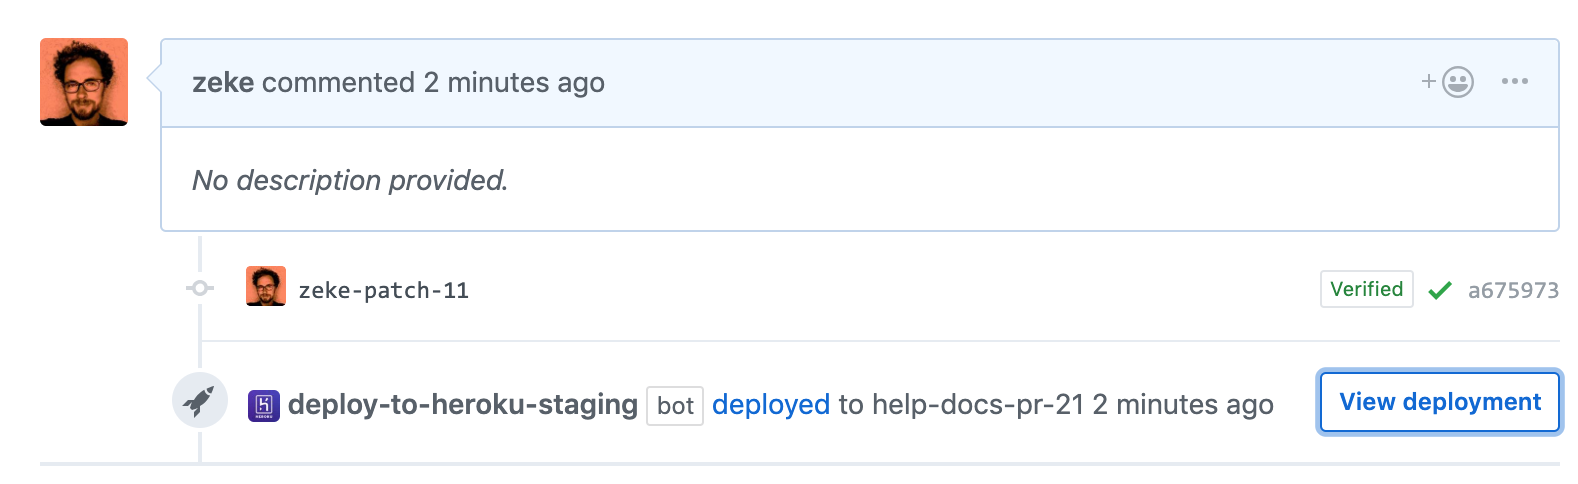 zeke commented 2 minutes ago
No description provided.
zeke-patch-11 Verified a675973
HEROKU deploy-to-heroku-staging bot deployed to help-docs-pr-21 2 minutes ago View deployment